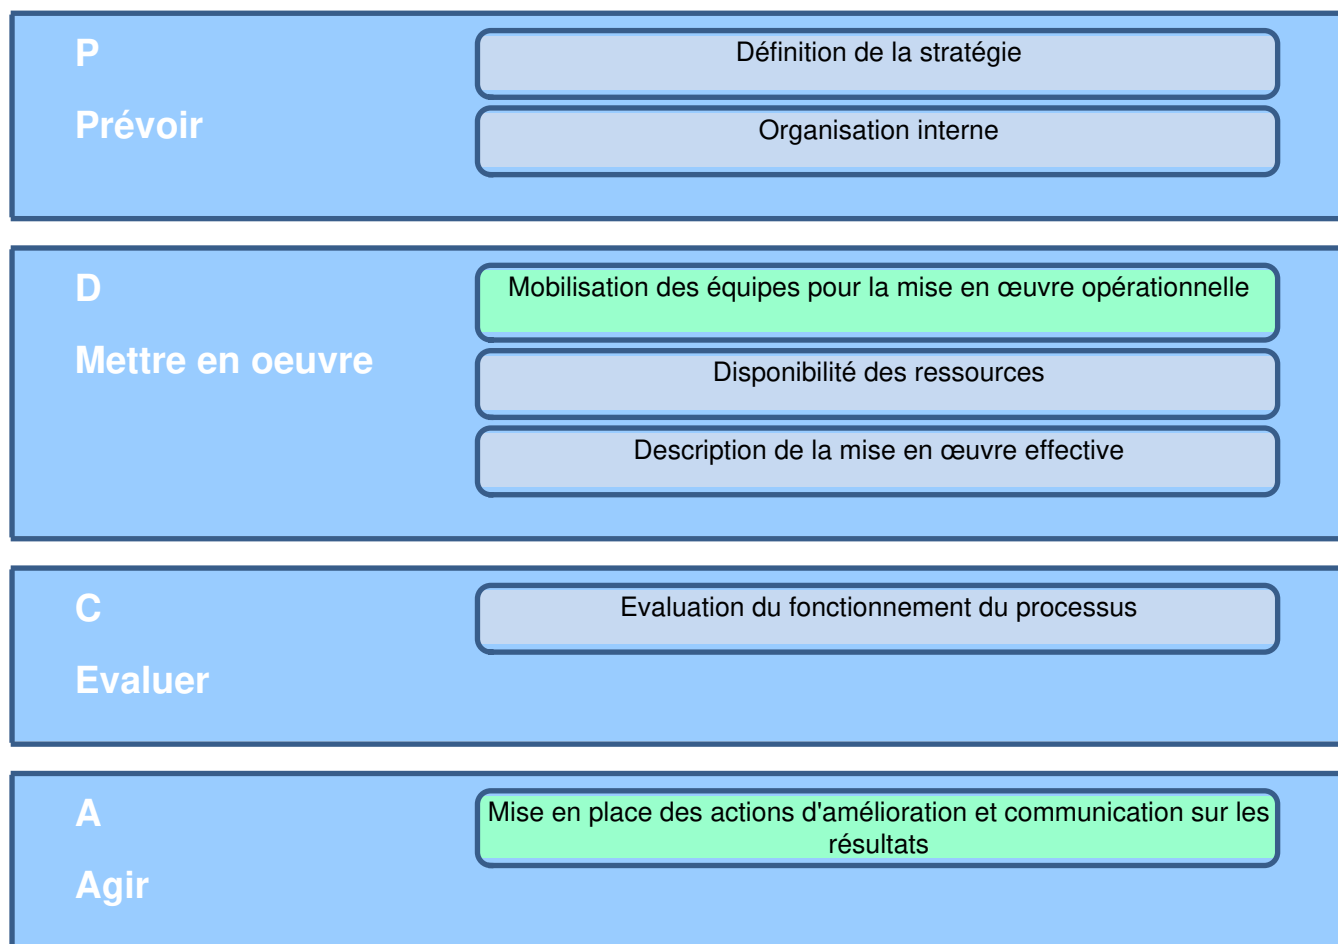 P
Prévoir
Définition de la stratégie
Organisation interne
D
Mettre en oeuvre
Mobilisation des équipes pour la mise en œuvre opérationnelle
Disponibilité des ressources
Description de la mise en œuvre effective
C
Evaluer
Evaluation du fonctionnement du processus
A
Agir
Mise en place des actions d'amélioration et communication sur les
résultats